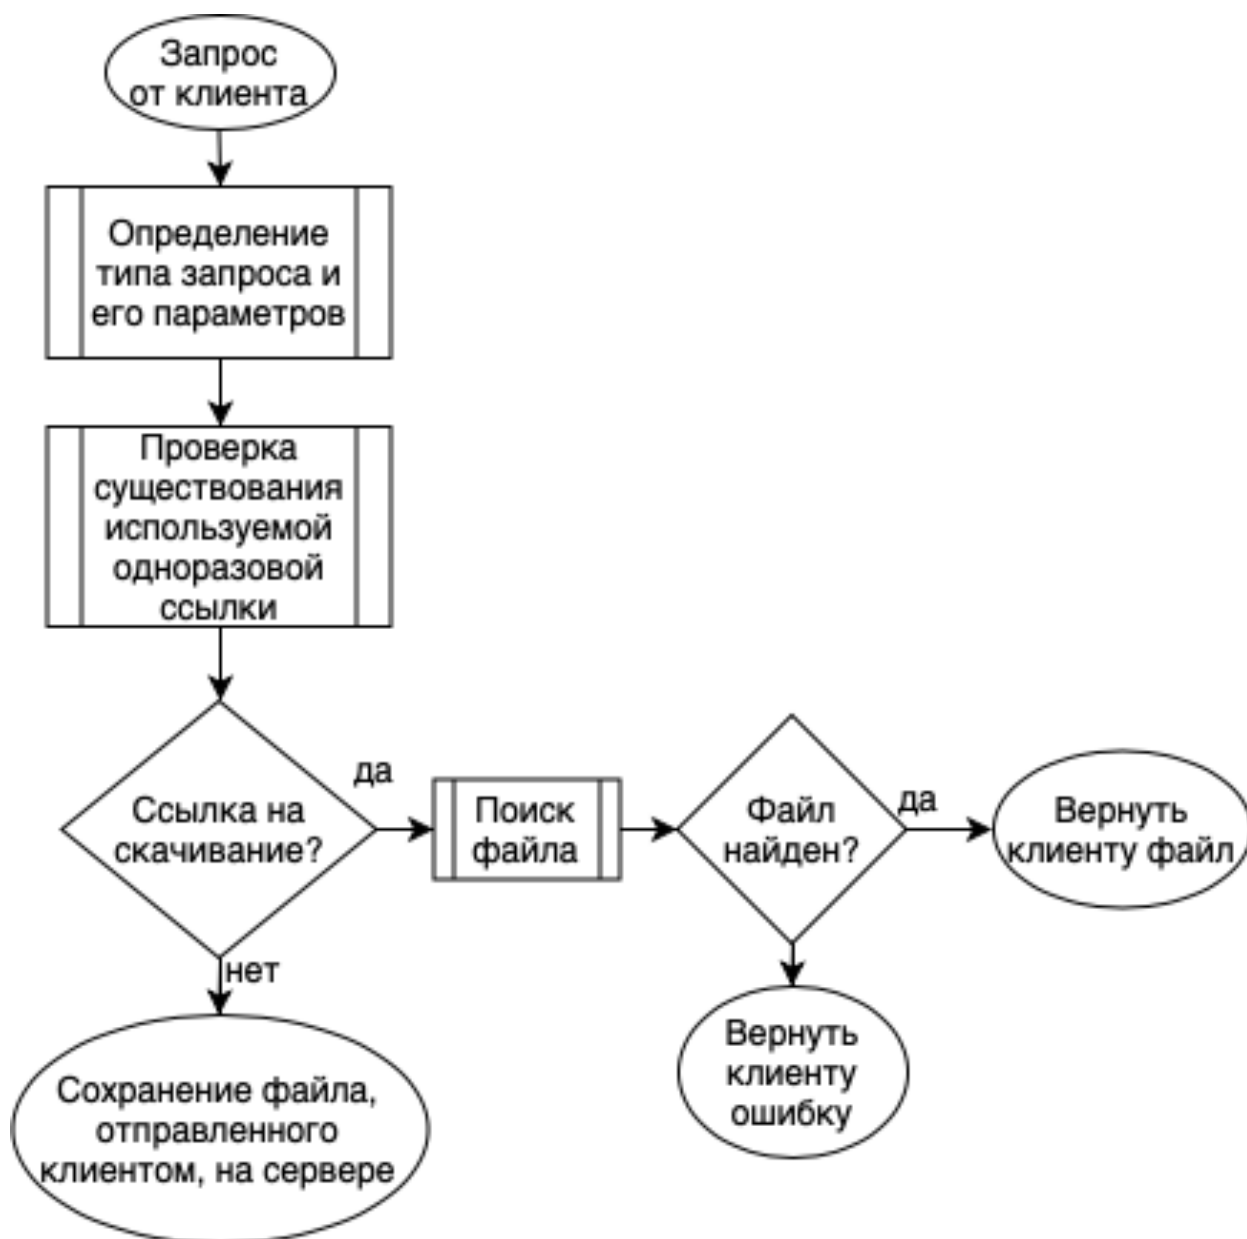 Запрос
от клиента
Определение
типа запроса и
его параметров
Проверка
существования
используемой
одноразовой
ссылки
Ссылка на
скачивание?
да
Поиск
файла
Файл
найден?
да
Вернуть
клиенту файл
нет
Сохранение файла,
отправленного
клиентом, на сервере
Вернуть
клиенту
ошибку